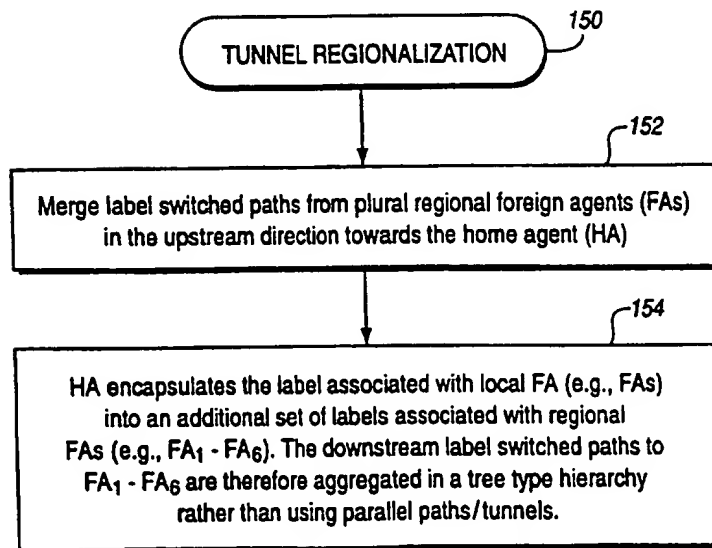 150
TUNNEL REGIONALIZATION
152
Merge label switched paths from plural regional foreign agents (FAs)
in the upstream direction towards the home agent (HA)
154
HA encapsulates the label associated with local FA (e.g., FAs)
into an additional set of labels associated with regional
FAs (e.g., FA₁ - FA₆). The downstream label switched paths to
FA₁ - FA₆ are therefore aggregated in a tree type hierarchy
rather than using parallel paths/tunnels.